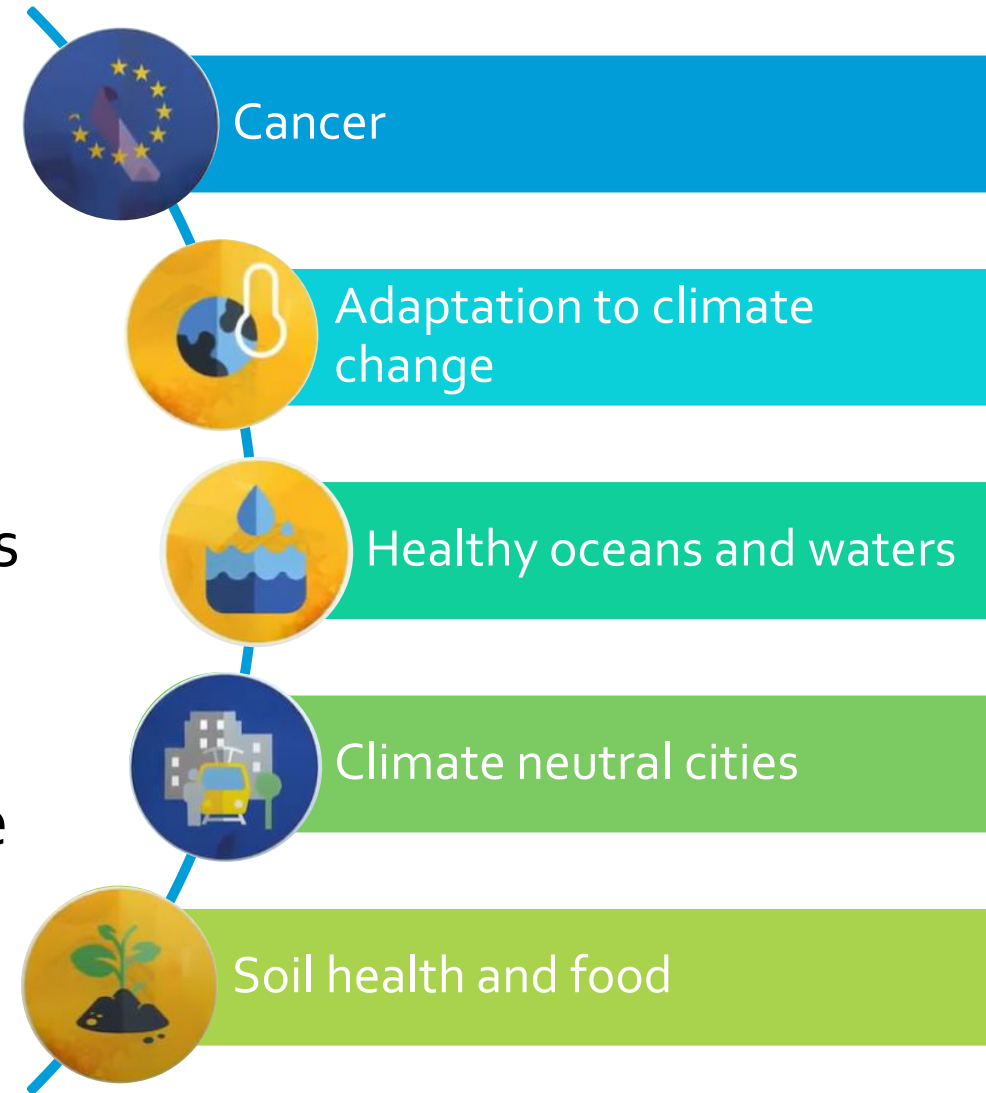 Cancer
Adaptation to climate
change
s
Healthy oceans and waters
Climate neutral cities
e
Soil health and food